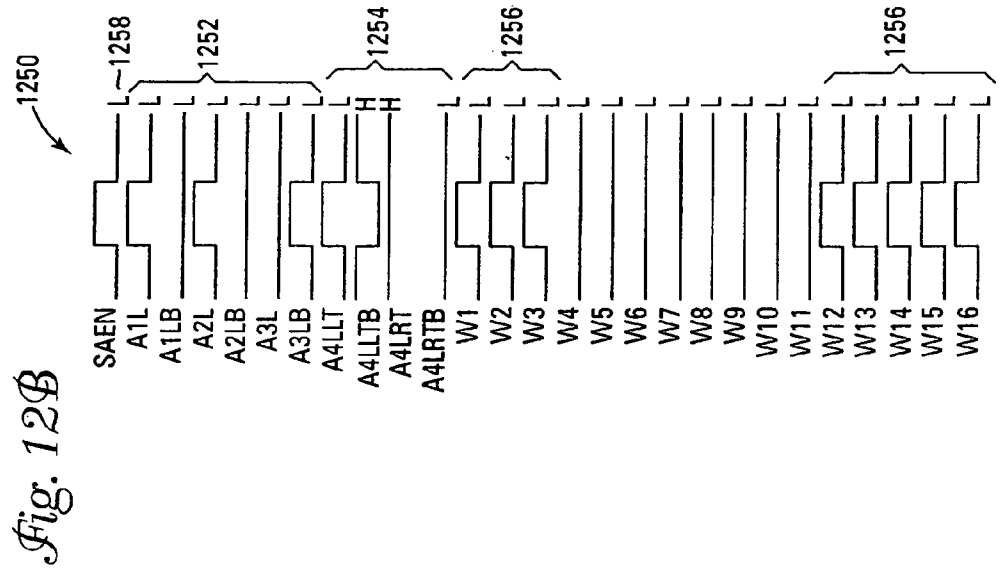 Fig. 12B
1250
SAEN L 1258
A1L L
A1LB L
A2L L 1252
A2LB L
A3L L
A3LB L
A4LLT L
A4LLTB H 1254
A4LRT H
A4LRTB L
W1 L
W2 L 1256
W3 L
W4 L
W5 L
W6 L
W7 L
W8 L
W9 L
W10 L
W11 L
W12 L
W13 L
W14 L 1256
W15 L
W16 L